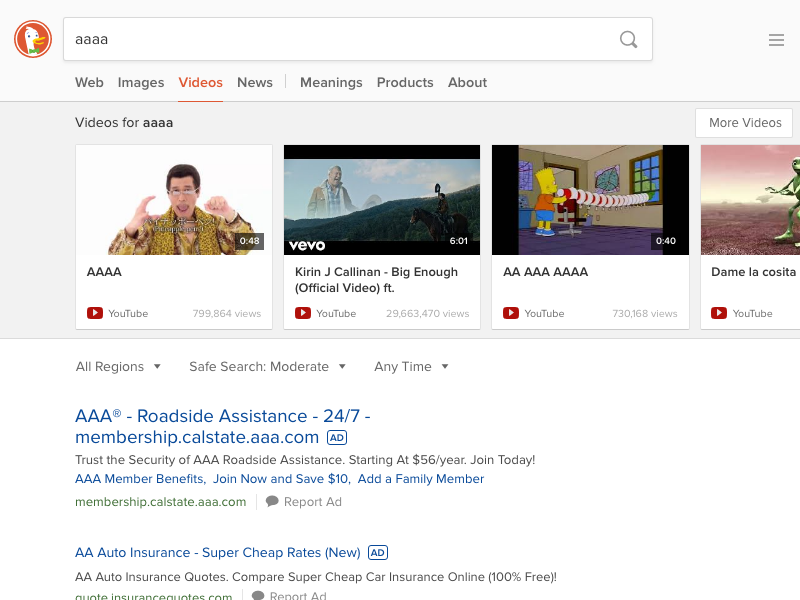 aaaa
Web Images Videos News Meanings Products About
Videos for aaaa
More Videos
0:48
vevo
6:01
0:40
AAAA
Kirin J Callinan - Big Enough
(Official Video) ft.
AA AAA AAAA
Dame la cosita
YouTube 799,864 views
YouTube 29,663,470 views
YouTube 730,168 views
YouTube
All Regions Safe Search: Moderate Any Time
AAA® - Roadside Assistance - 24/7 -
membership.calstate.aaa.com AD
Trust the Security of AAA Roadside Assistance. Starting At $56/year. Join Today!
AAA Member Benefits, Join Now and Save $10, Add a Family Member
membership.calstate.aaa.com Report Ad
AA Auto Insurance - Super Cheap Rates (New) AD
AA Auto Insurance Quotes. Compare Super Cheap Car Insurance Online (100% Free)!
quote.insurancequotes.com Report Ad